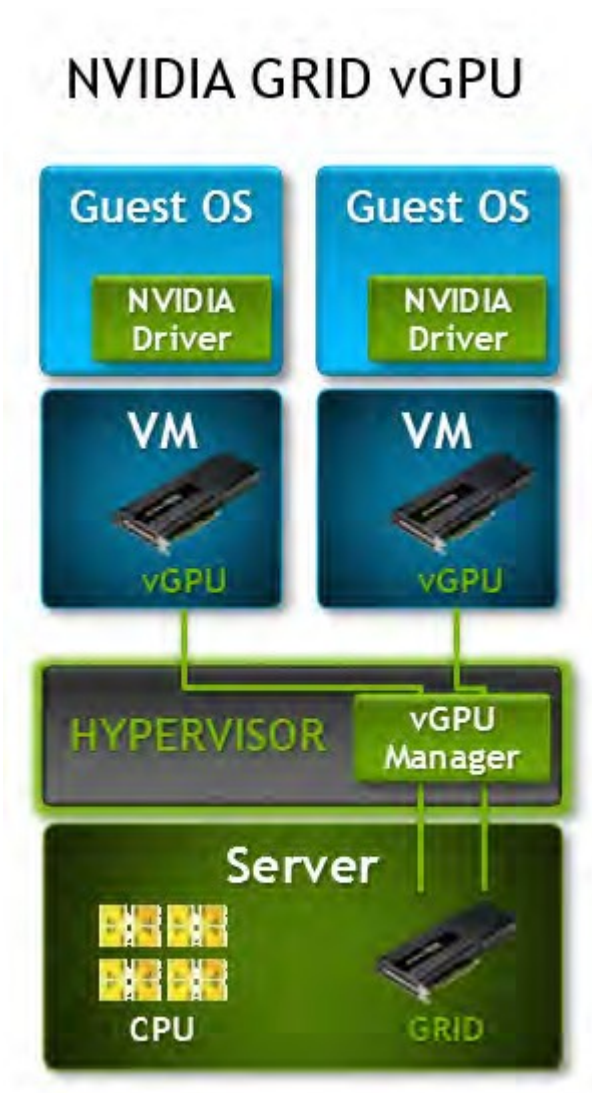 NVIDIA GRID vGPU
Guest OS
Guest OS
NVIDIA
Driver
NVIDIA
Driver
VM
VM
vGPU
vGPU
HYPERVISOR
vGPU
Manager
Server
CPU
GRID